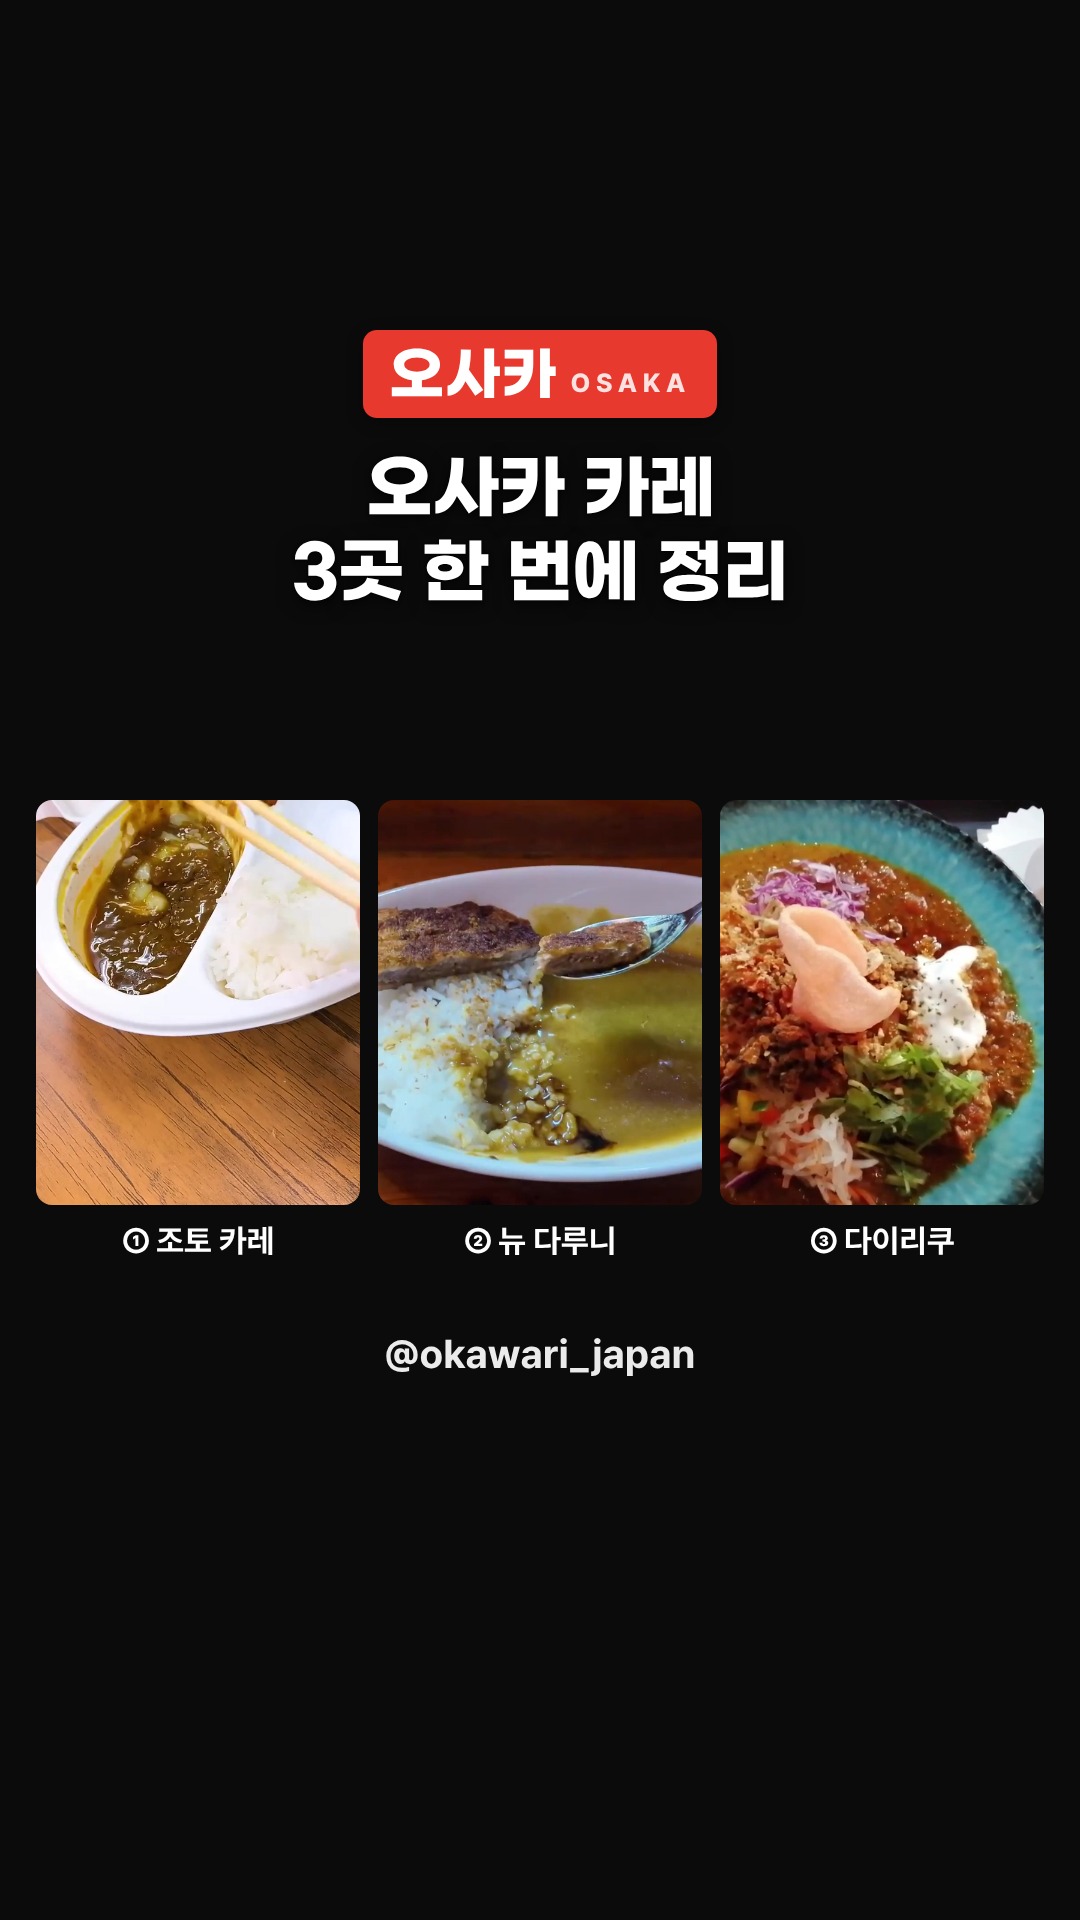 오사카 OSAKA
오사카 카레
3곳 한 번에 정리
① 조토 카레
② 뉴 다루니
③ 다이리쿠
@okawari_japan